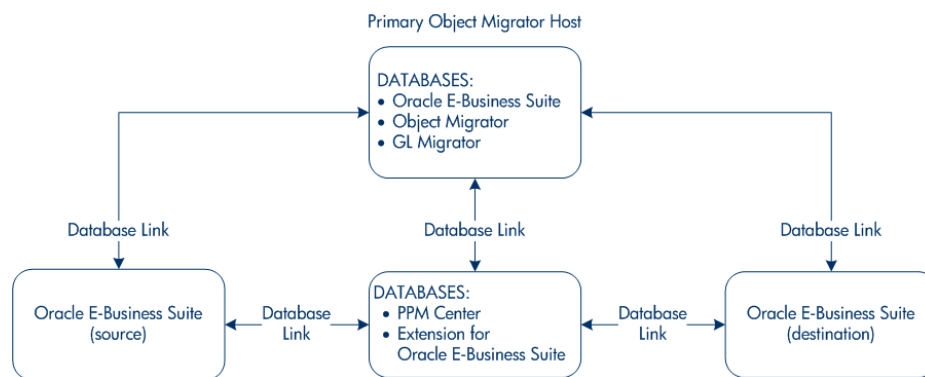 Primary Object Migrator Host
DATABASES:
• Oracle E-Business Suite
• Object Migrator
• GL Migrator
Database Link
Database Link
Database Link
Oracle E-Business Suite
(source)
Database
Link
DATABASES:
• PPM Center
• Extension for
Oracle E-Business Suite
Database
Link
Oracle E-Business Suite
(destination)